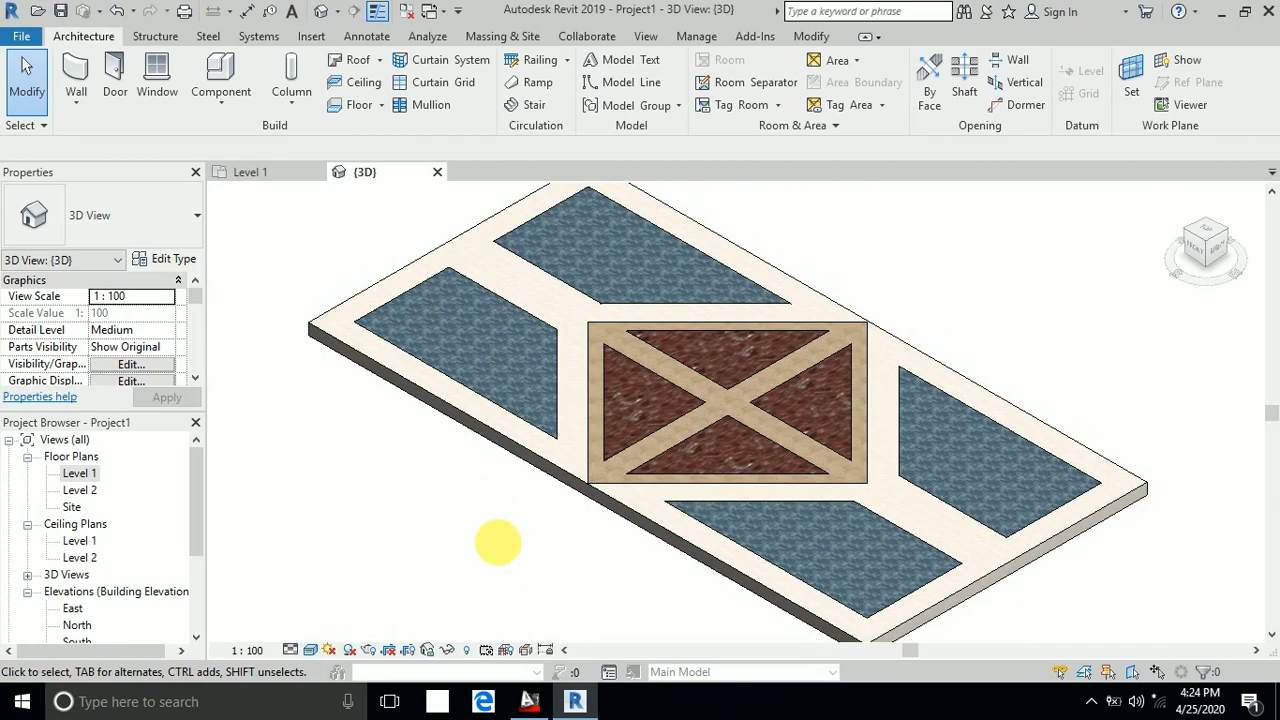 Autodesk Revit 2019 - Project1 - 3D View: {3D}
Type a keyword or phrase
Sign In
File Architecture Structure Steel Systems Insert Annotate Analyze Massing & Site Collaborate View Manage Add-Ins Modify
Modify
Wall
Door
Window
Component
Column
Roof
Ceiling
Floor
Curtain System
Curtain Grid
Mullion
Railing
Ramp
Stair
Model Text
Model Line
Model Group
Room
Room Separator
Tag Room
Area
Area Boundary
Tag Area
By Face
Shaft
Wall
Vertical
Dormer
Level
Grid
Set
Show
Ref Plane
Viewer
Select Build Circulation Model Room & Area Opening Datum Work Plane
Properties
Level 1
{3D}
3D View
3D View: {3D}
Edit Type
Graphics
View Scale 1 : 100
Scale Value 1: 100
Detail Level Medium
Parts Visibility Show Original
Visibility/Grap... Edit...
Graphic Displ... Edit...
Properties help
Apply
Project Browser - Project1
Views (all)
Floor Plans
Level 1
Level 2
Site
Ceiling Plans
Level 1
Level 2
3D Views
Elevations (Building Elevation
East
North
South
TOP
FRONT
1 : 100
Click to select, TAB for alternates, CTRL adds, SHIFT unselects.
:0
Main Model
:0
Type here to search
4:24 PM
4/25/2020